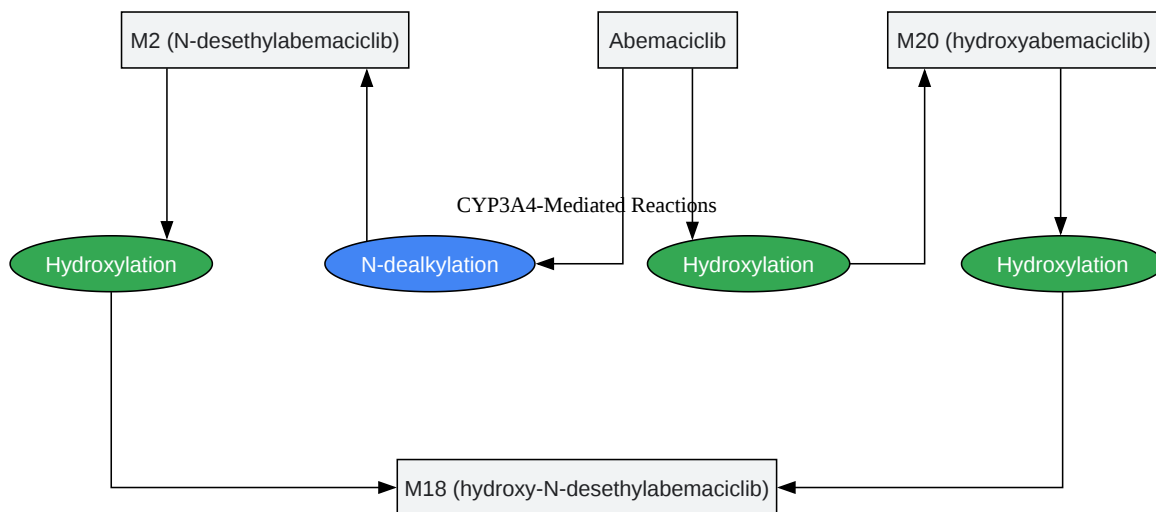 M2 (N-desethylabemaciclib)
Abemaciclib
M20 (hydroxyabemaciclib)
CYP3A4-Mediated Reactions
Hydroxylation
N-dealkylation
Hydroxylation
Hydroxylation
M18 (hydroxy-N-desethylabemaciclib)